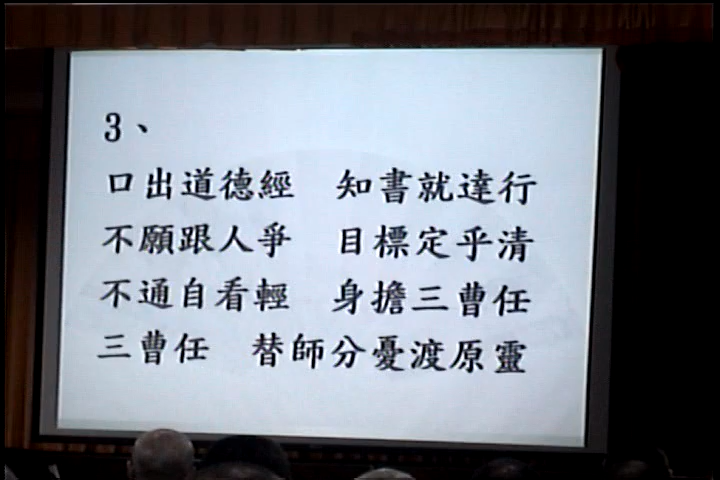 3、
口出道德經　知書就達行
不願跟人爭　目標定乎清
不通自看輕　身擔三曹任
三曹任　替師分憂渡原靈